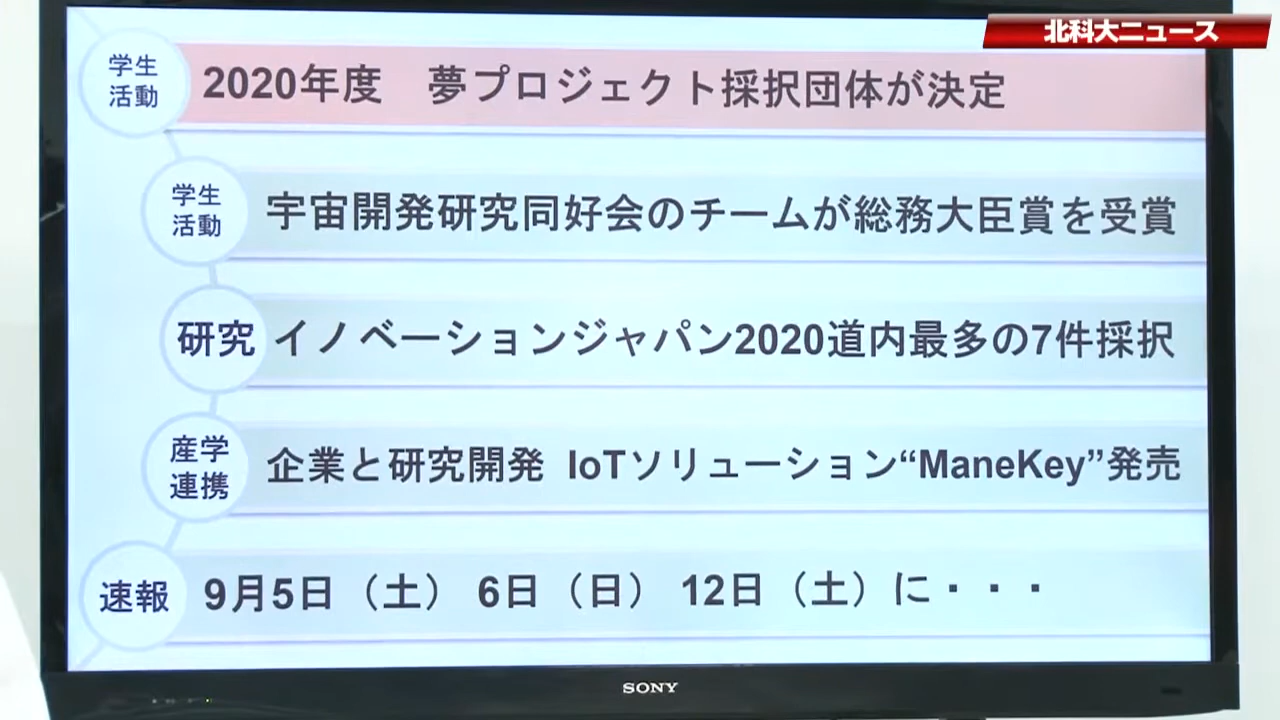 北科大ニュース
学生
活動
2020年度 夢プロジェクト採択団体が決定
学生
活動
宇宙開発研究同好会のチームが総務大臣賞を受賞
研究
イノベーションジャパン2020道内最多の7件採択
産学
連携
企業と研究開発 IoTソリューション“ManeKey”発売
速報
9月5日（土） 6日（日） 12日（土）に・・・
SONY